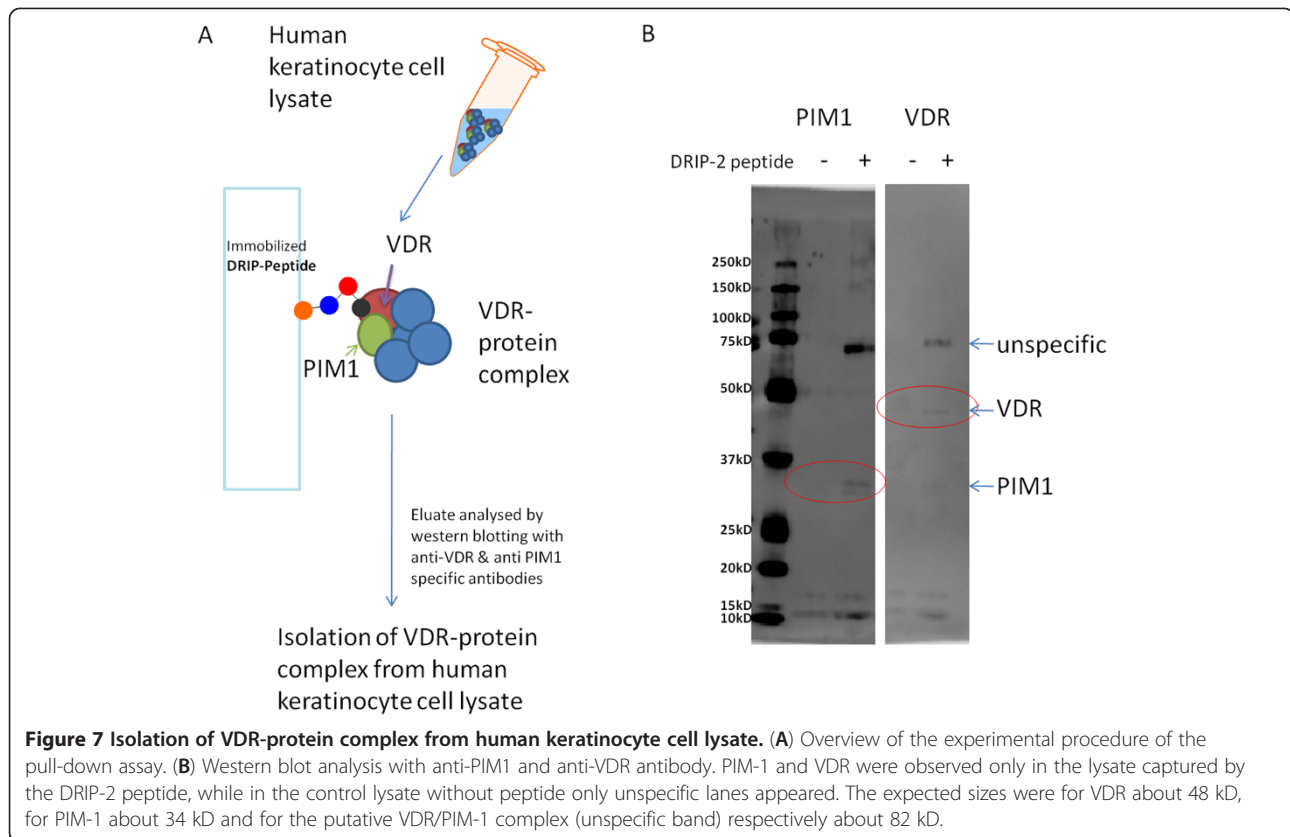 A
Human
keratinocyte cell
lysate
Immobilized
DRIP-Peptide
VDR
PIM1
VDR-
protein
complex
Eluate analysed by
western blotting with
anti-VDR & anti PIM1
specific antibodies
Isolation of VDR-protein
complex from human
keratinocyte cell lysate
B
PIM1 VDR
DRIP-2 peptide - + - +
250kD
150kD
100kD
75kD
50kD
37kD
25kD
20kD
15kD
10kD
unspecific
VDR
PIM1
Figure 7 Isolation of VDR-protein complex from human keratinocyte cell lysate. (A) Overview of the experimental procedure of the
pull-down assay. (B) Western blot analysis with anti-PIM1 and anti-VDR antibody. PIM-1 and VDR were observed only in the lysate captured by
the DRIP-2 peptide, while in the control lysate without peptide only unspecific lanes appeared. The expected sizes were for VDR about 48 kD,
for PIM-1 about 34 kD and for the putative VDR/PIM-1 complex (unspecific band) respectively about 82 kD.